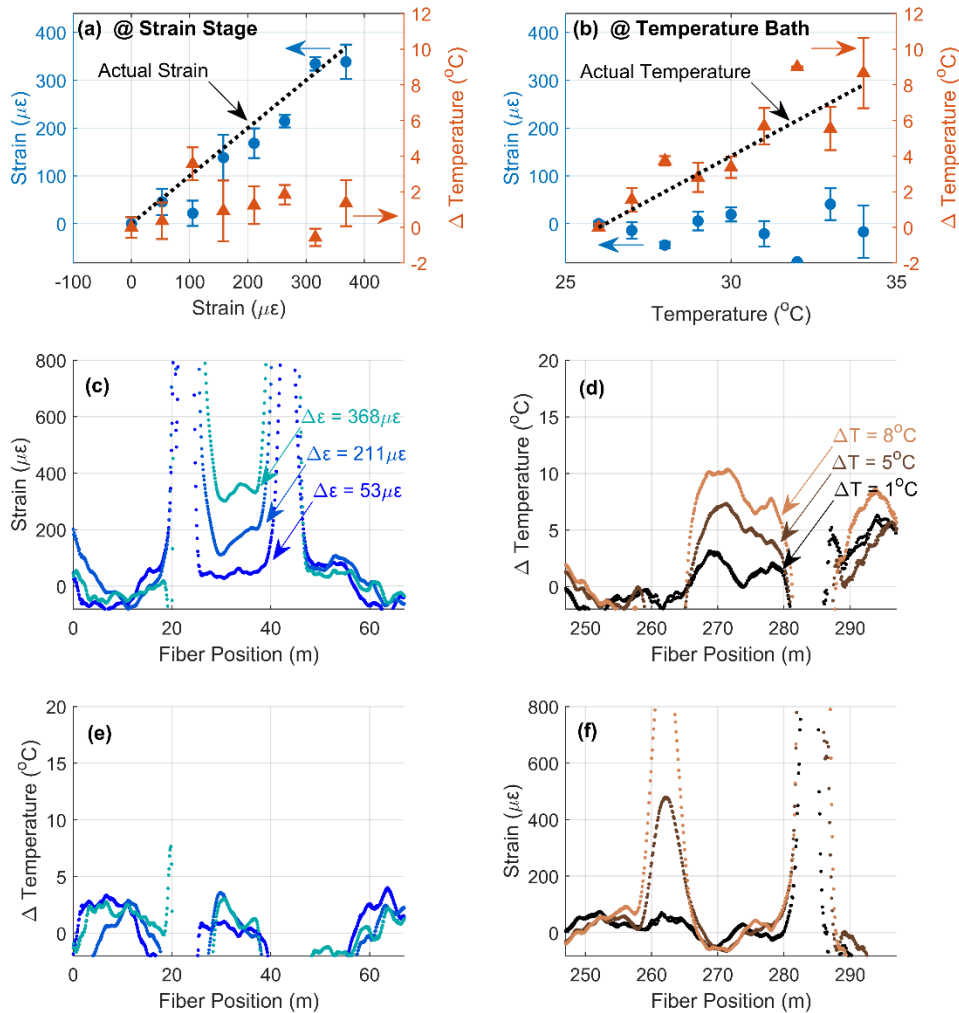 (a) @ Strain Stage
Actual Strain
Strain (με)
400
300
200
100
0
12
10
8
6
4
2
0
-2
Δ Temperature (°C)
-100 0 100 200 300 400
Strain (με)
(b) @ Temperature Bath
Actual Temperature
Strain (με)
400
300
200
100
0
12
10
8
6
4
2
0
-2
Δ Temperature (°C)
25 30 35
Temperature (°C)
(c)
Δε = 368με
Δε = 211με
Δε = 53με
Strain (με)
800
600
400
200
0
0 20 40 60
Fiber Position (m)
(d)
ΔT = 8°C
ΔT = 5°C
ΔT = 1°C
Δ Temperature (°C)
20
15
10
5
0
250 260 270 280 290
Fiber Position (m)
(e)
Δ Temperature (°C)
20
15
10
5
0
0 20 40 60
Fiber Position (m)
(f)
Strain (με)
800
600
400
200
0
250 260 270 280 290
Fiber Position (m)